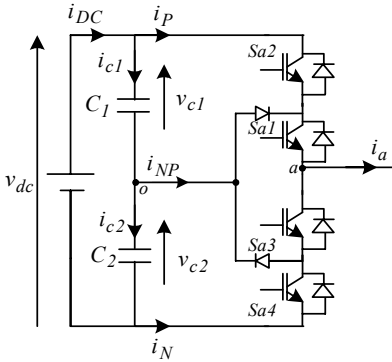 i_DC
i_P
Sa2
i_c1
C_1
v_c1
Sa1
i_a
v_dc
o
i_NP
a
i_c2
C_2
v_c2
Sa3
Sa4
i_N